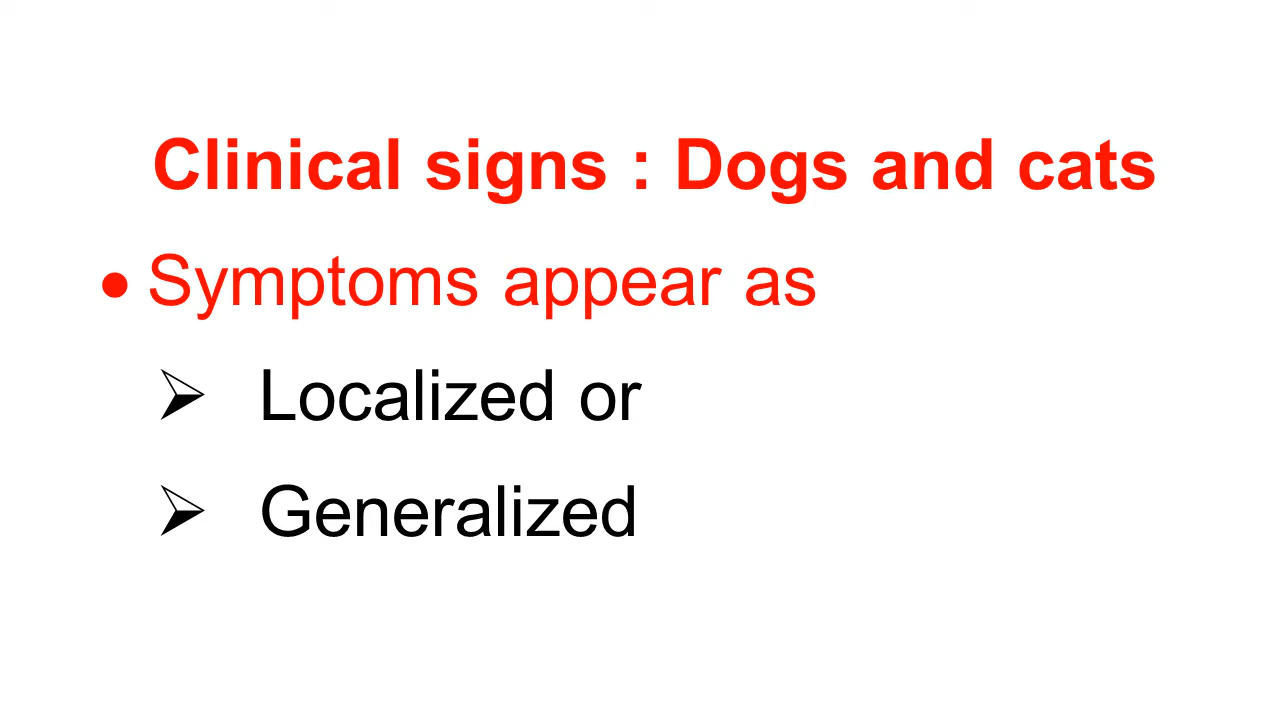 Clinical signs : Dogs and cats
• Symptoms appear as
➢ Localized or
➢ Generalized